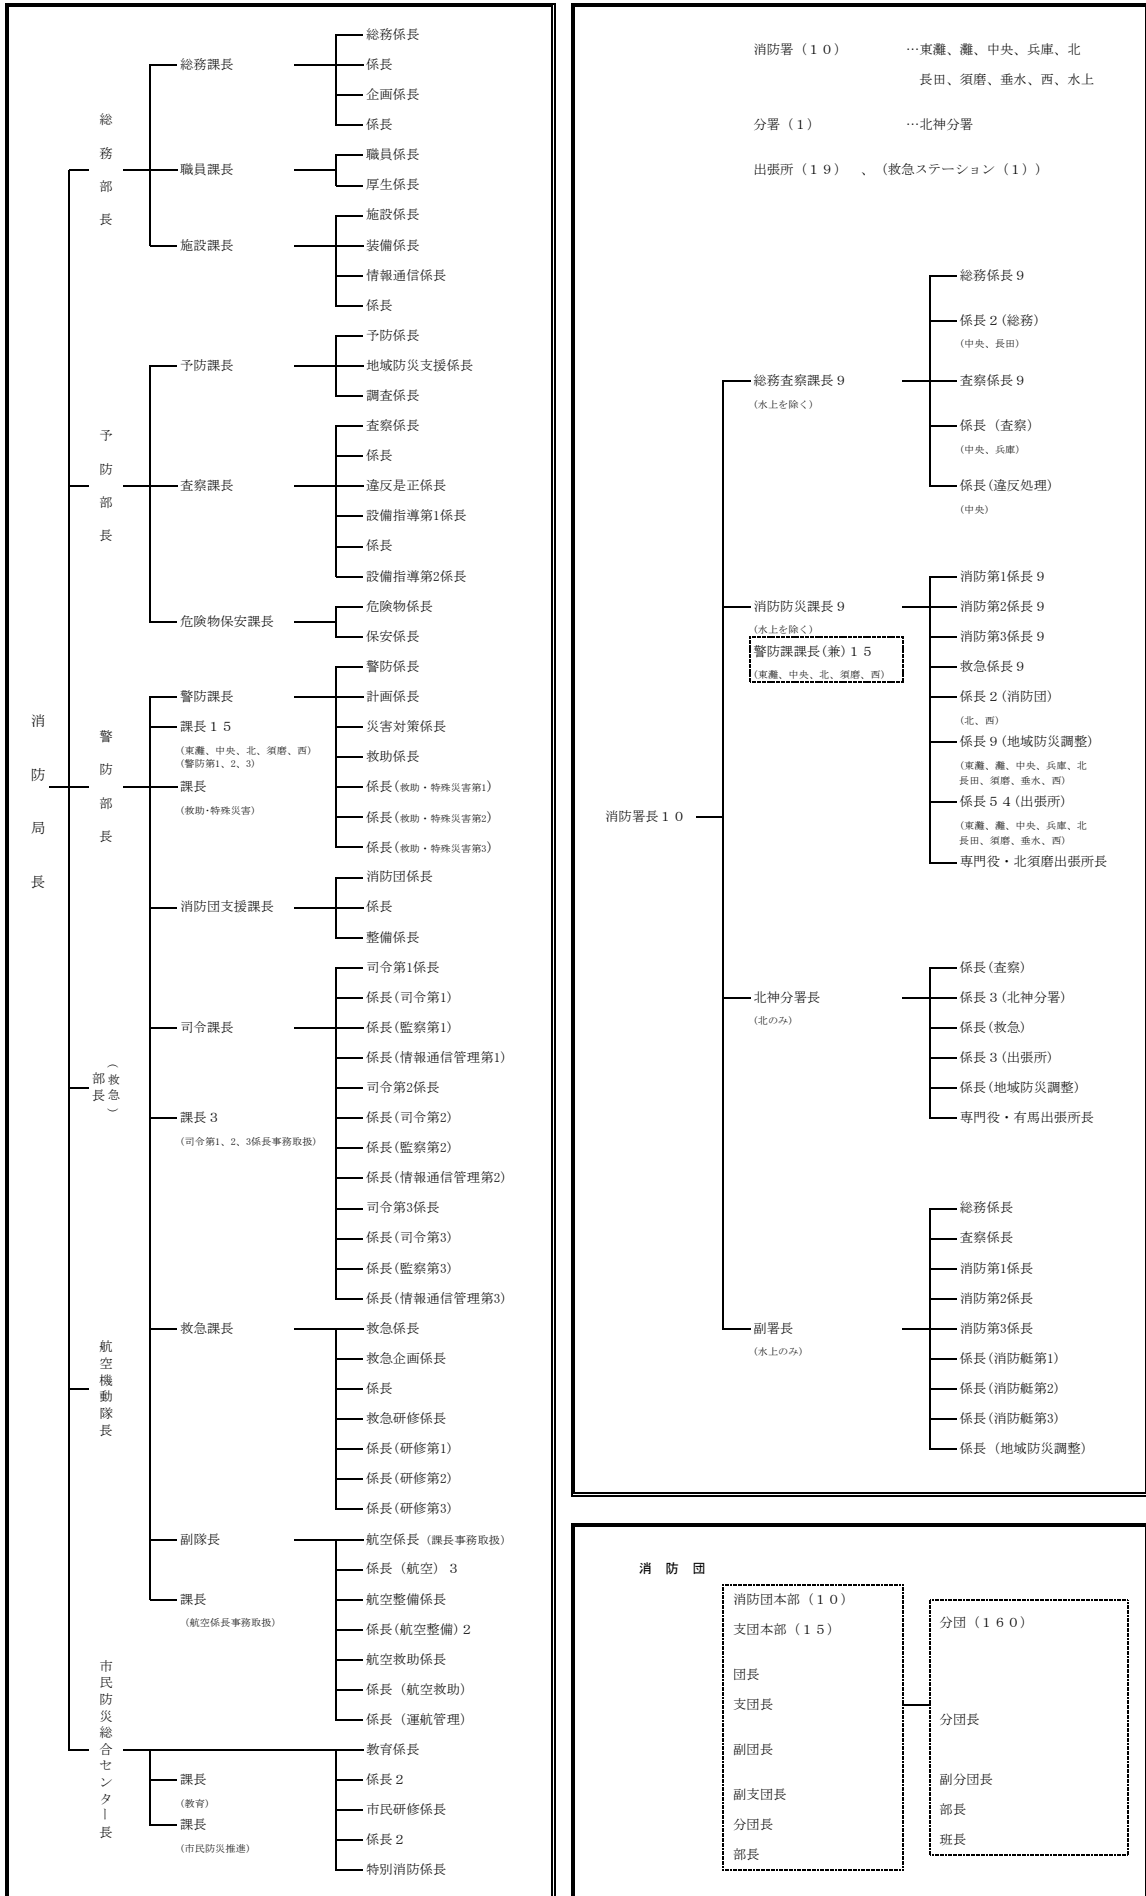 消防局長
総務部長
総務課長
総務係長
係長
企画係長
係長
職員課長
職員係長
厚生係長
施設課長
施設係長
装備係長
情報通信係長
係長
予防部長
予防課長
予防係長
地域防災支援係長
調査係長
査察課長
査察係長
係長
違反是正係長
設備指導第1係長
係長
設備指導第2係長
危険物保安課長
危険物係長
保安係長
警防部長
警防課長
課長15
(東灘、中央、北、須磨、西)
(警防第1、2、3)
課長
(救助・特殊災害)
警防係長
計画係長
災害対策係長
救助係長
係長(救助・特殊災害第1)
係長(救助・特殊災害第2)
係長(救助・特殊災害第3)
消防団支援課長
消防団係長
係長
整備係長
部長(救急)
司令課長
課長3
(司令第1、2、3係長事務取扱)
司令第1係長
係長(司令第1)
係長(監察第1)
係長(情報通信管理第1)
司令第2係長
係長(司令第2)
係長(監察第2)
係長(情報通信管理第2)
司令第3係長
係長(司令第3)
係長(監察第3)
係長(情報通信管理第3)
救急課長
救急係長
救急企画係長
係長
救急研修係長
係長(研修第1)
係長(研修第2)
係長(研修第3)
航空機動隊長
副隊長
課長
(航空係長事務取扱)
航空係長(課長事務取扱)
係長(航空)3
航空整備係長
係長(航空整備)2
航空救助係長
係長(航空救助)
係長(運航管理)
市民防災総合センター長
課長
(教育)
課長
(市民防災推進)
教育係長
係長2
市民研修係長
係長2
特別消防係長
消防署(10) …東灘、灘、中央、兵庫、北
長田、須磨、垂水、西、水上
分署(1) …北神分署
出張所(19) 、(救急ステーション(1))
消防署長10
総務査察課長9
(水上を除く)
総務係長9
係長2(総務)
(中央、長田)
査察係長9
係長(査察)
(中央、兵庫)
係長(違反処理)
(中央)
消防防災課長9
(水上を除く)
警防課課長(兼)15
(東灘、中央、北、須磨、西)
消防第1係長9
消防第2係長9
消防第3係長9
救急係長9
係長2(消防団)
(北、西)
係長9(地域防災調整)
(東灘、灘、中央、兵庫、北
長田、須磨、垂水、西)
係長54(出張所)
(東灘、灘、中央、兵庫、北
長田、須磨、垂水、西)
専門役・北須磨出張所長
北神分署長
(北のみ)
係長(査察)
係長3(北神分署)
係長(救急)
係長3(出張所)
係長(地域防災調整)
専門役・有馬出張所長
副署長
(水上のみ)
総務係長
査察係長
消防第1係長
消防第2係長
消防第3係長
係長(消防艇第1)
係長(消防艇第2)
係長(消防艇第3)
係長(地域防災調整)
消防団
消防団本部(10)
支団本部(15)
団長
支団長
副団長
副支団長
分団長
部長
分団(160)
分団長
副分団長
部長
班長